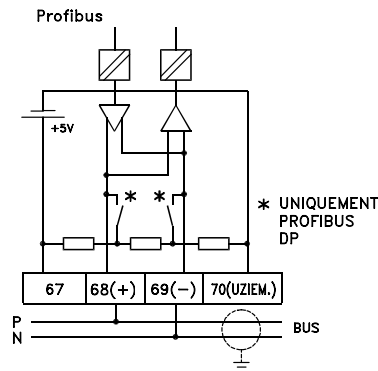 Profibus
+5V
* *
* UNIQUEMENT
PROFIBUS
DP
67 68(+) 69(-) 70(UZIEM.)
P
N
BUS